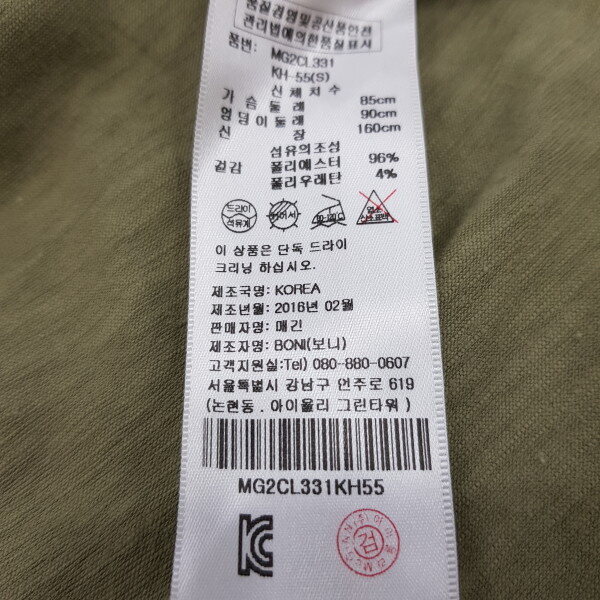 품질경영및공산품안전
관리법에의한품질표시
품번: MG2CL331
KH-55(S)
신체치수
가슴둘레 85cm
엉덩이둘레 90cm
신장 160cm
섬유의조성
겉감 폴리에스터 96%
폴리우레탄 4%
드라이
석유계
이 상품은 단독 드라이
크리닝 하십시오.
제조국명: KOREA
제조년월: 2016년 02월
판매자명: 매긴
제조자명: BONI(보니)
고객지원실:Tel) 080-880-0607
서울특별시 강남구 언주로 619
(논현동 . 아이올리 그린타워 )
MG2CL331KH55
검